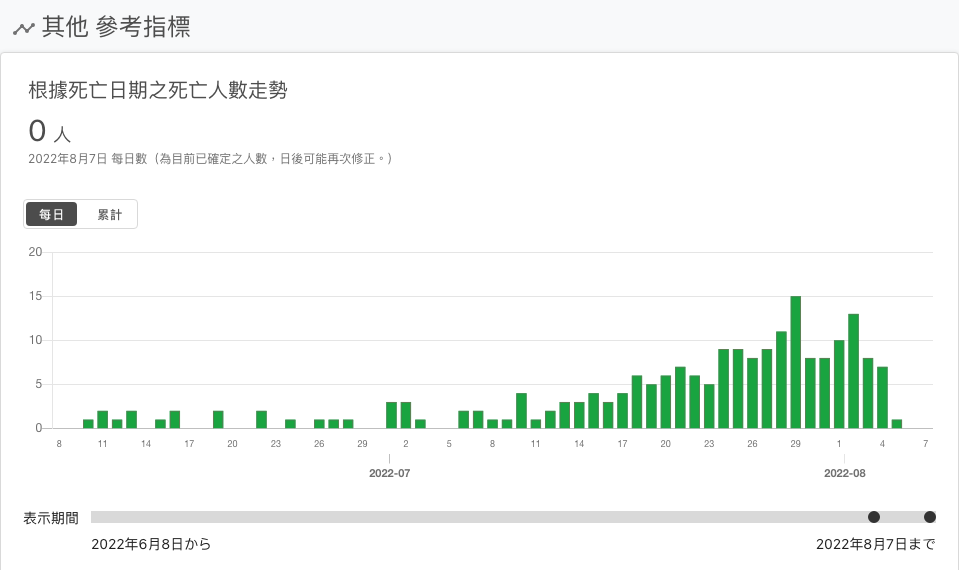 其他 參考指標
根據死亡日期之死亡人數走勢
0 人
2022年8月7日 每日數（為目前已確定之人數，日後可能再次修正。）
每日 累計
20
15
10
5
0
8 11 14 17 20 23 26 29 2 5 8 11 14 17 20 23 26 29 1 4 7
2022-07 2022-08
表示期間
2022年6月8日から 2022年8月7日まで